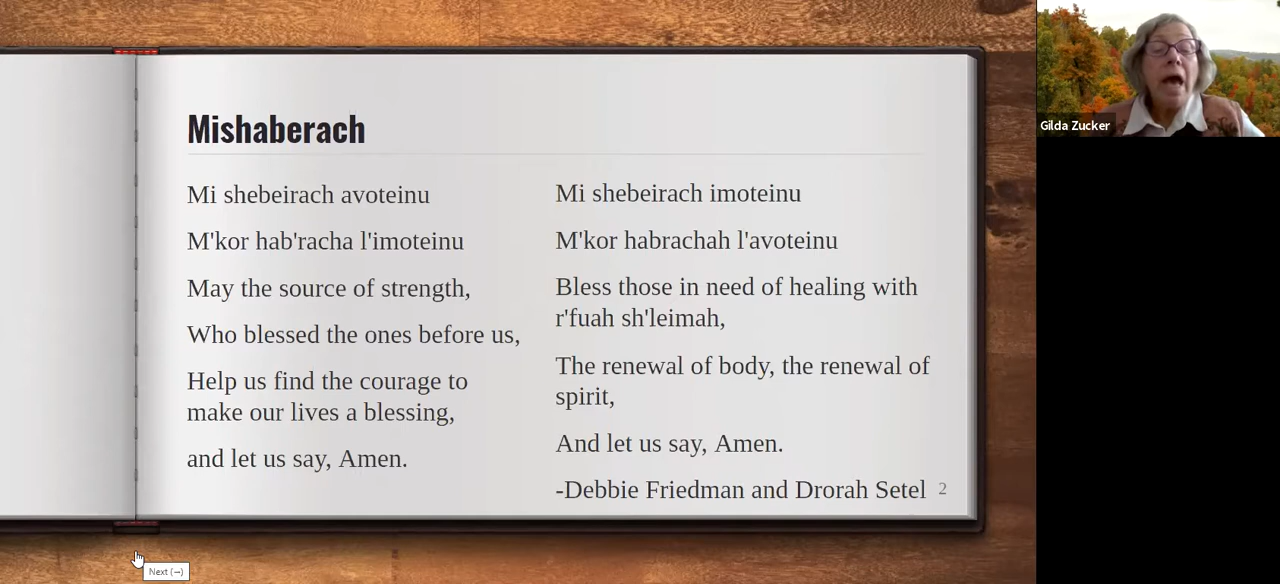 Mishaberach
Mi shebeirach avoteinu
M'kor hab'racha l'imoteinu
May the source of strength,
Who blessed the ones before us,
Help us find the courage to
make our lives a blessing,
and let us say, Amen.
Mi shebeirach imoteinu
M'kor habrachah l'avoteinu
Bless those in need of healing with
r'fuah sh'leimah,
The renewal of body, the renewal of
spirit,
And let us say, Amen.
-Debbie Friedman and Drorah Setel
2
Gilda Zucker
Next (→)